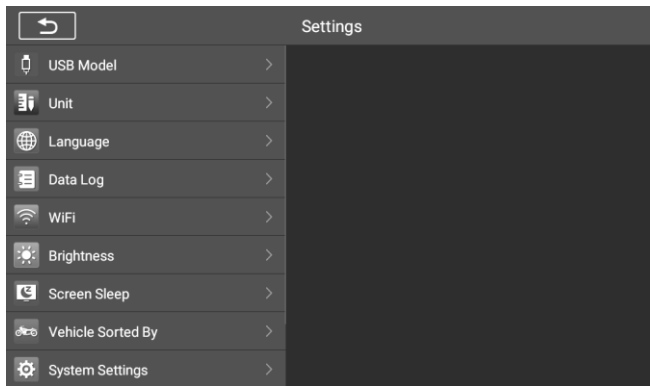 Settings
USB Model
Unit
Language
Data Log
WiFi
Brightness
Screen Sleep
Vehicle Sorted By
System Settings